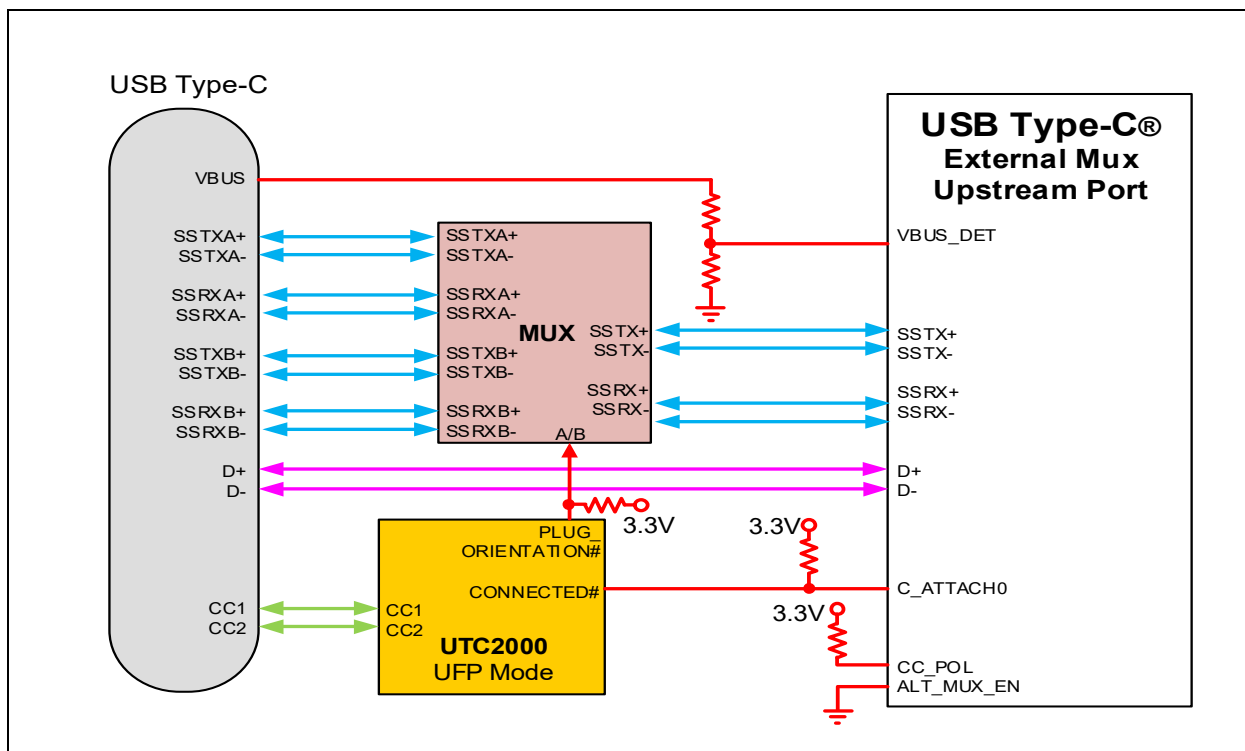 USB Type-C
VBUS
SSTXA+
SSTXA-
SSRXA+
SSRXA-
SSTXB+
SSTXB-
SSRXB+
SSRXB-
D+
D-
CC1
CC2
SSTXA+
SSTXA-
SSRXA+
SSRXA-
MUX
SSTXB+
SSTXB-
SSRXB+
SSRXB-
SSTX+
SSTX-
SSRX+
SSRX-
A/B
3.3V
PLUG_
ORIENTATION#
CONNECTED#
CC1
CC2
UTC2000
UFP Mode
3.3V
3.3V
USB Type-C®
External Mux
Upstream Port
VBUS_DET
SSTX+
SSTX-
SSRX+
SSRX-
D+
D-
C_ATTACH0
CC_POL
ALT_MUX_EN